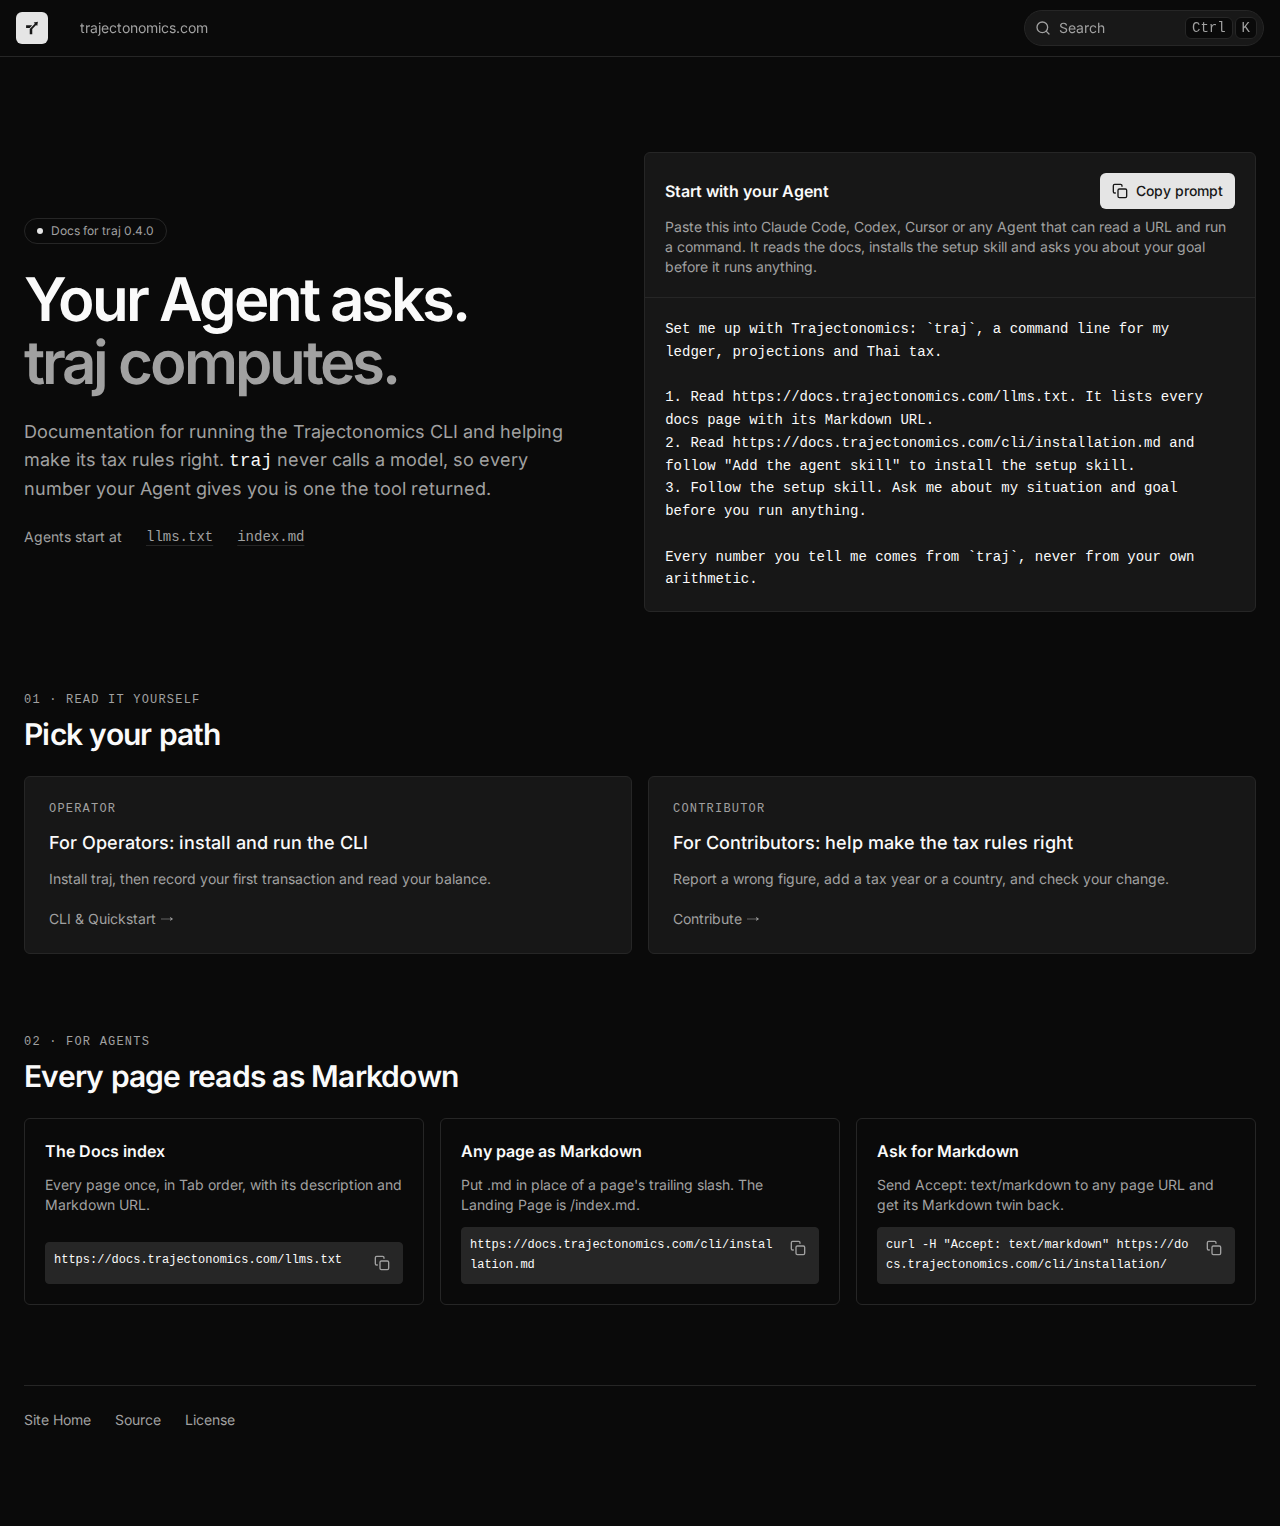 trajectonomics.com
Search
Ctrl K
Docs for traj 0.4.0
Your Agent asks.
traj computes.
Documentation for running the Trajectonomics CLI and helping
make its tax rules right. traj never calls a model, so every
number your Agent gives you is one the tool returned.
Agents start at llms.txt index.md
Start with your Agent
Copy prompt
Paste this into Claude Code, Codex, Cursor or any Agent that can read a URL and run
a command. It reads the docs, installs the setup skill and asks you about your goal
before it runs anything.
Set me up with Trajectonomics: `traj`, a command line for my
ledger, projections and Thai tax.
1. Read https://docs.trajectonomics.com/llms.txt. It lists every
docs page with its Markdown URL.
2. Read https://docs.trajectonomics.com/cli/installation.md and
follow "Add the agent skill" to install the setup skill.
3. Follow the setup skill. Ask me about my situation and goal
before you run anything.
Every number you tell me comes from `traj`, never from your own
arithmetic.
01 · READ IT YOURSELF
Pick your path
OPERATOR
For Operators: install and run the CLI
Install traj, then record your first transaction and read your balance.
CLI & Quickstart →
CONTRIBUTOR
For Contributors: help make the tax rules right
Report a wrong figure, add a tax year or a country, and check your change.
Contribute →
02 · FOR AGENTS
Every page reads as Markdown
The Docs index
Every page once, in Tab order, with its description and
Markdown URL.
https://docs.trajectonomics.com/llms.txt
Any page as Markdown
Put .md in place of a page's trailing slash. The
Landing Page is /index.md.
https://docs.trajectonomics.com/cli/instal
lation.md
Ask for Markdown
Send Accept: text/markdown to any page URL and
get its Markdown twin back.
curl -H "Accept: text/markdown" https://do
cs.trajectonomics.com/cli/installation/
Site Home Source License